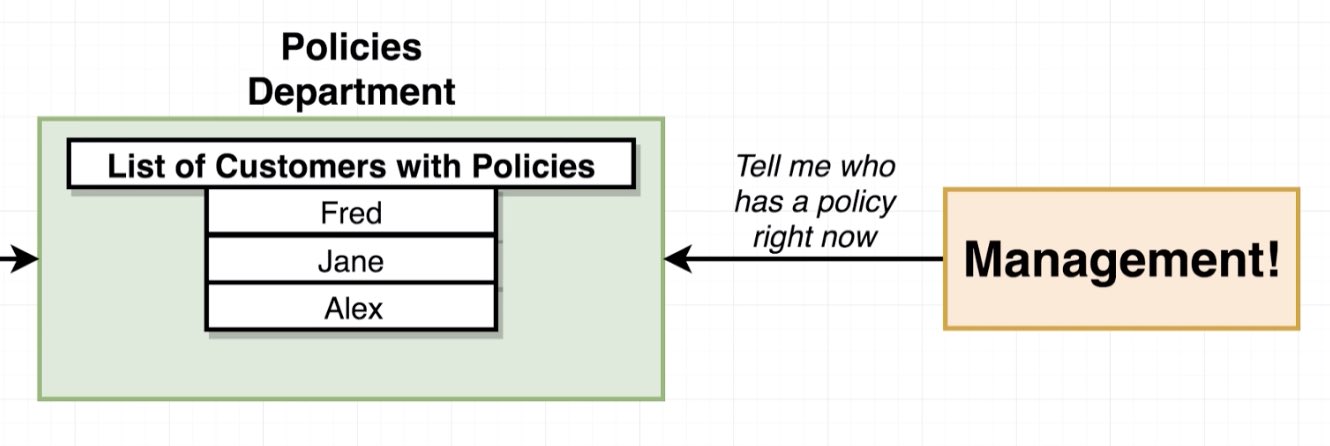 Policies
Department
List of Customers with Policies
Fred
Jane
Alex
Tell me who
has a policy
right now
Management!